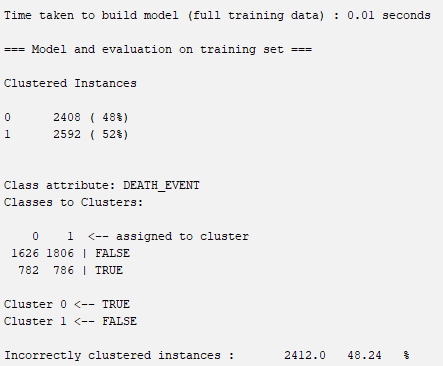 Time taken to build model (full training data) : 0.01 seconds
=== Model and evaluation on training set ===
Clustered Instances
0 2408 ( 48%)
1 2592 ( 52%)
Class attribute: DEATH_EVENT
Classes to Clusters:
0 1 <-- assigned to cluster
1626 1806 | FALSE
782 786 | TRUE
Cluster 0 <-- TRUE
Cluster 1 <-- FALSE
Incorrectly clustered instances : 2412.0 48.24 %